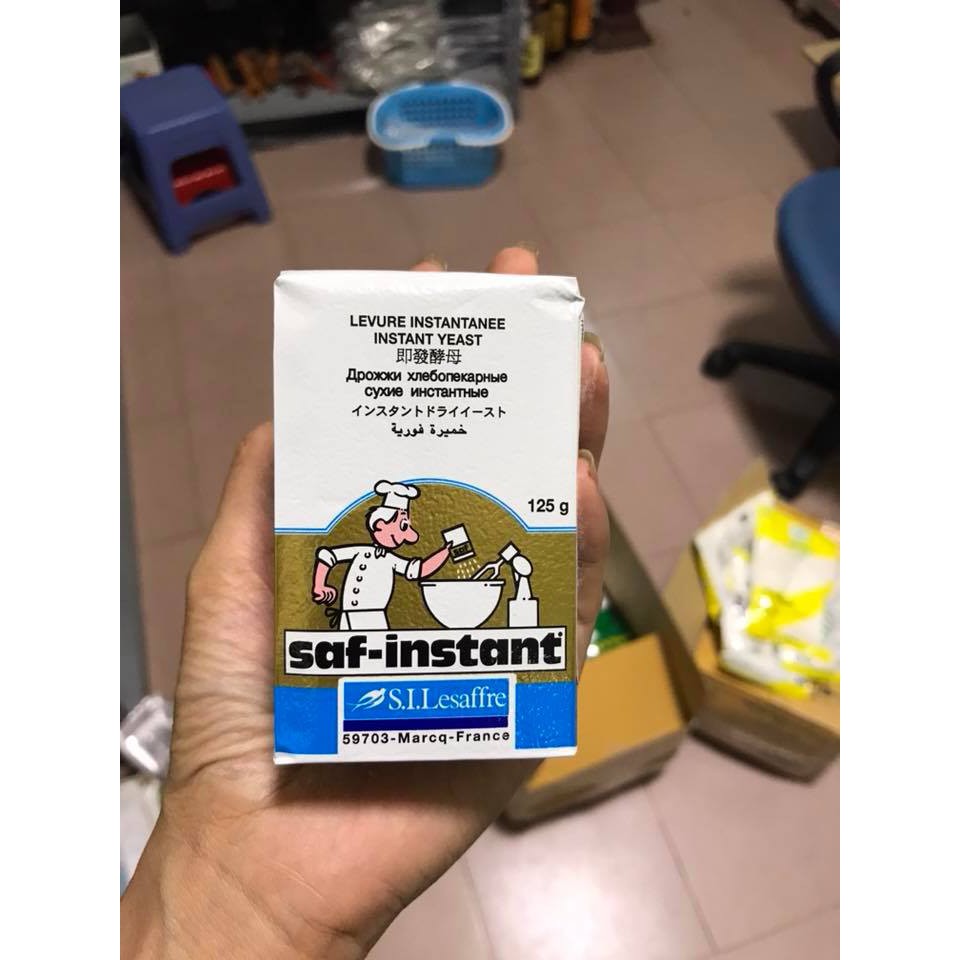 LEVURE INSTANTANEE
INSTANT YEAST
即發酵母
Дрожжи хлебопекарные
сухие инстантные
インスタントドライイースト
خميرة فورية
125 g
saf
saf-instant
S.I.Lesaffre
59703-Marcq-France